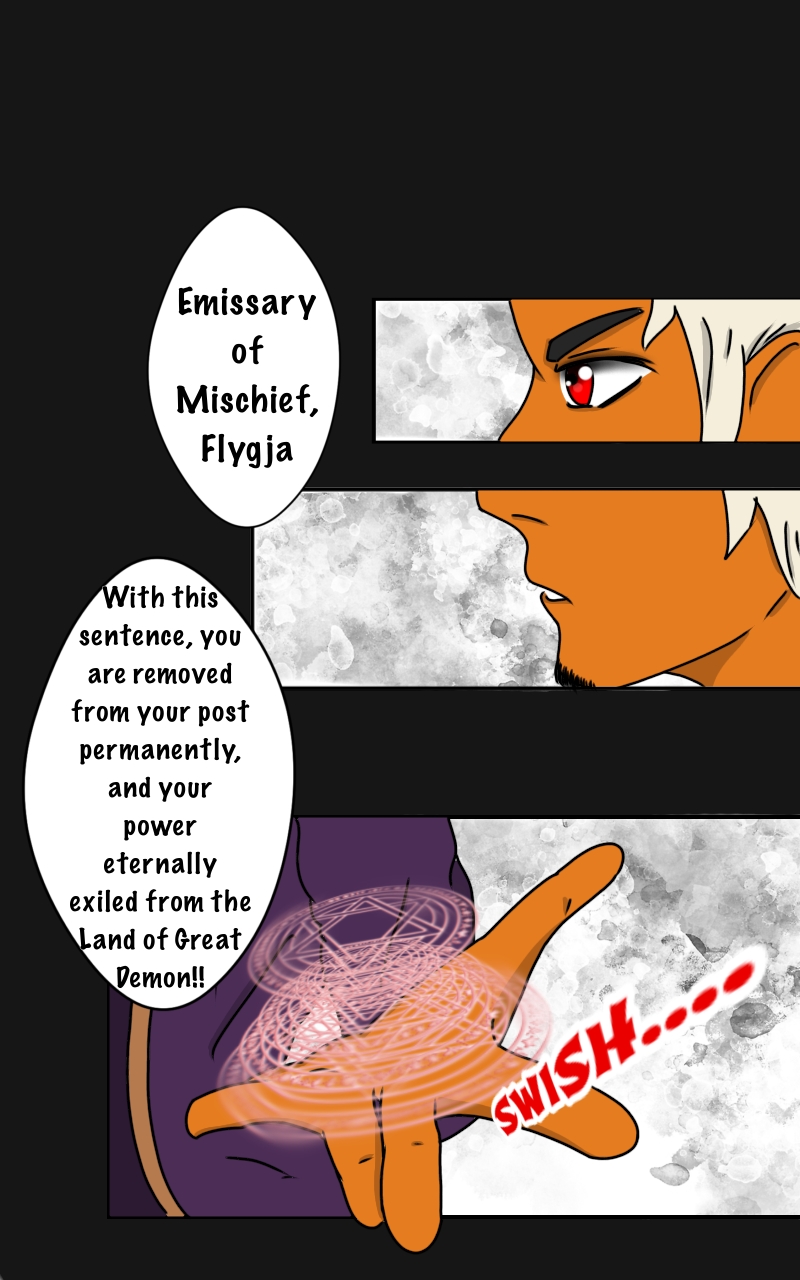 Emissary
of
Mischief,
Flygja
With this
sentence, you
are removed
from your post
permanently,
and your
power
eternally
exiled from the
Land of Great
Demon!!
SWISH....